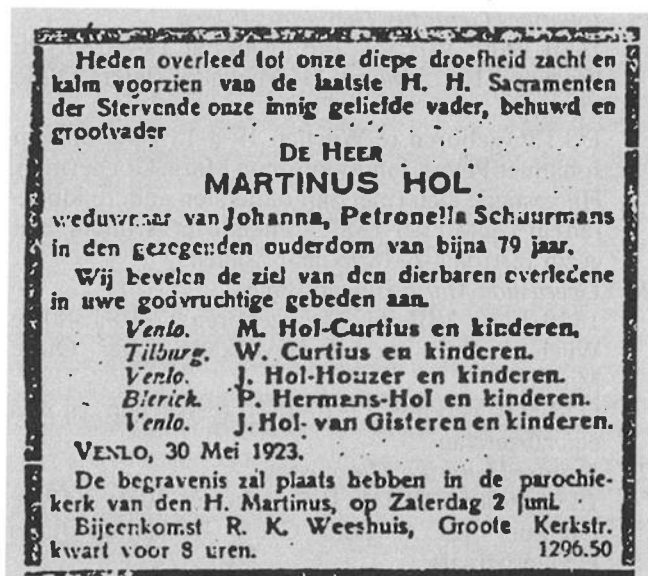 Heden overleed tot onze diepe droefheid zacht en
kalm voorzien van de laatste H. H. Sacramenten
der Stervende onze innig geliefde vader, behuwd en
grootvader
DE HEER
MARTINUS HOL
weduwnaar van Johanna, Petronella Schuurmans
in den gezegenden ouderdom van bijna 79 jaar.
Wij bevelen de ziel van den dierbaren overledene
in uwe godvruchtige gebeden aan.
Venlo. M. Hol-Curtius en kinderen.
Tilburg. W. Curtius en kinderen.
Venlo. J. Hol-Houzer en kinderen.
Blerick. P. Hermans-Hol en kinderen.
Venlo. J. Hol- van Gisteren en kinderen.
VENLO, 30 Mei 1923.
De begravenis zal plaats hebben in de parochie-
kerk van den H. Martinus, op Zaterdag 2 Juni.
Bijeenkomst R. K. Weeshuis, Groote Kerkstr.
kwart voor 8 uren. 1296.50